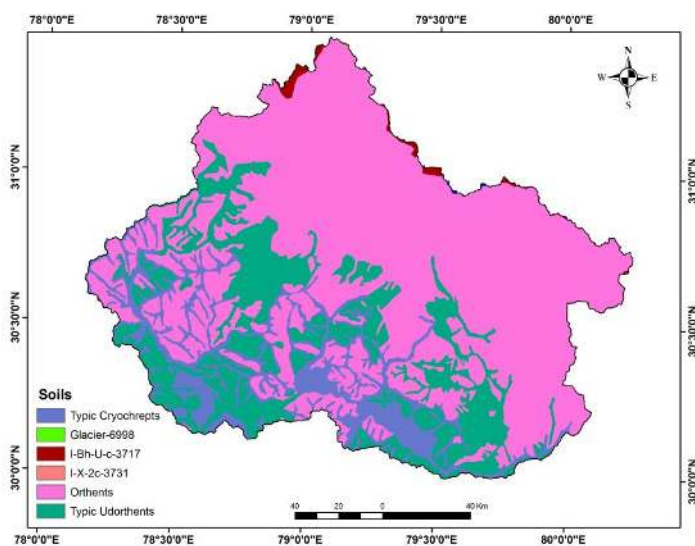 78°0'0"E 78°30'0"E 79°0'0"E 79°30'0"E 80°0'0"E
N
W E
S
31°0'0"N 31°0'0"N
30°30'0"N 30°30'0"N
Soils
Typic Cryochrepts
Glacier-6998
I-Bh-U-c-3717
I-X-2c-3731
Orthents
Typic Udorthents
30°0'0"N 30°0'0"N
40 20 0 40 Km
78°0'0"E 78°30'0"E 79°0'0"E 79°30'0"E 80°0'0"E